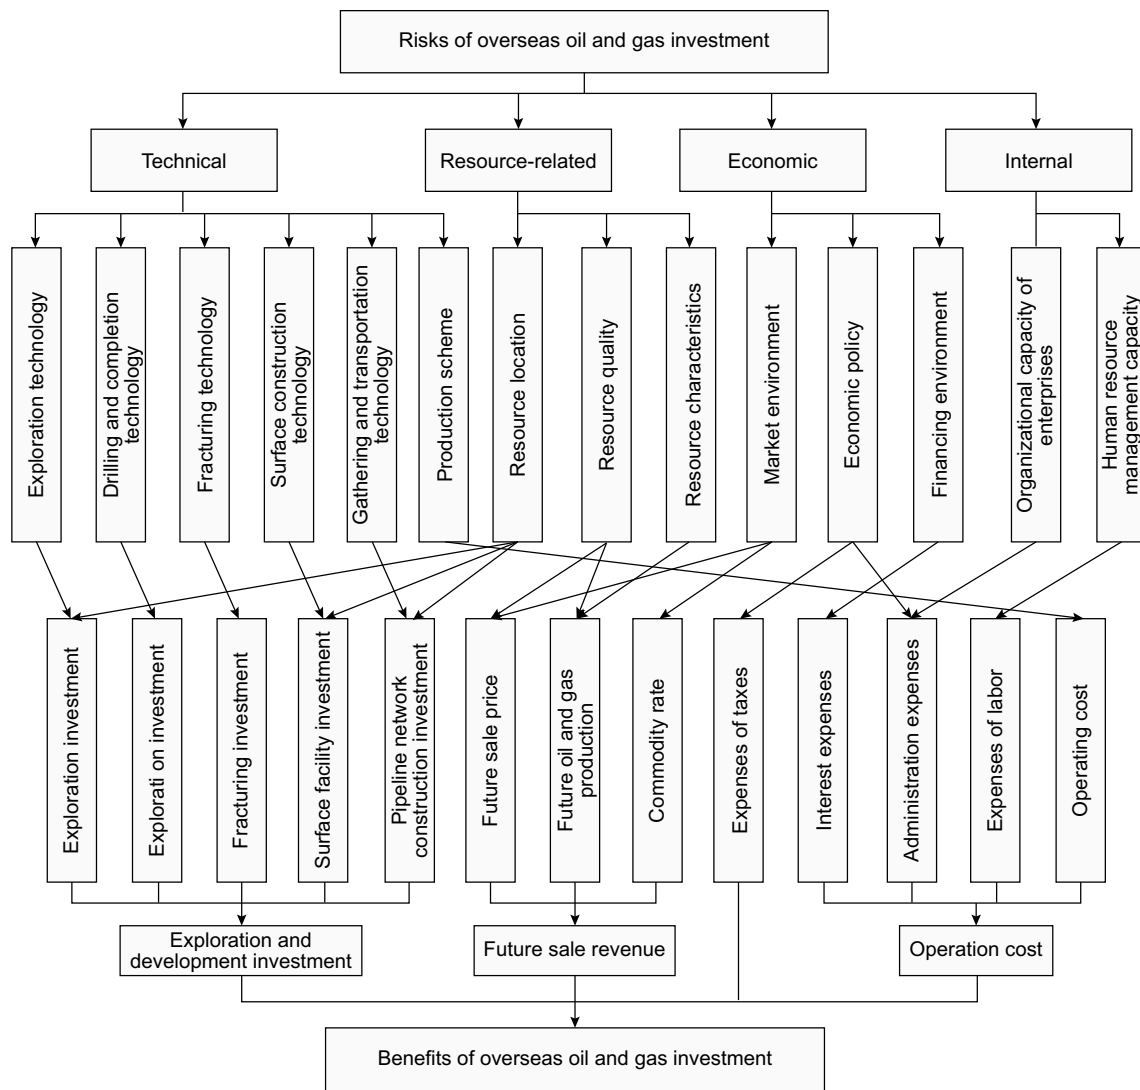 Risks of overseas oil and gas investment
Technical
Resource-related
Economic
Internal
Exploration technology
Drilling and completion
technology
Fracturing technology
Surface construction
technology
Gathering and transportation
technology
Production scheme
Resource location
Resource quality
Resource characteristics
Market environment
Economic policy
Financing environment
Organizational capacity of
enterprises
Human resource
management capacity
Exploration investment
Explorati on investment
Fracturing investment
Surface facility investment
Pipeline network
construction investment
Future sale price
Future oil and gas
production
Commodity rate
Expenses of taxes
Interest expenses
Administration expenses
Expenses of labor
Operating cost
Exploration and
development investment
Future sale revenue
Operation cost
Benefits of overseas oil and gas investment